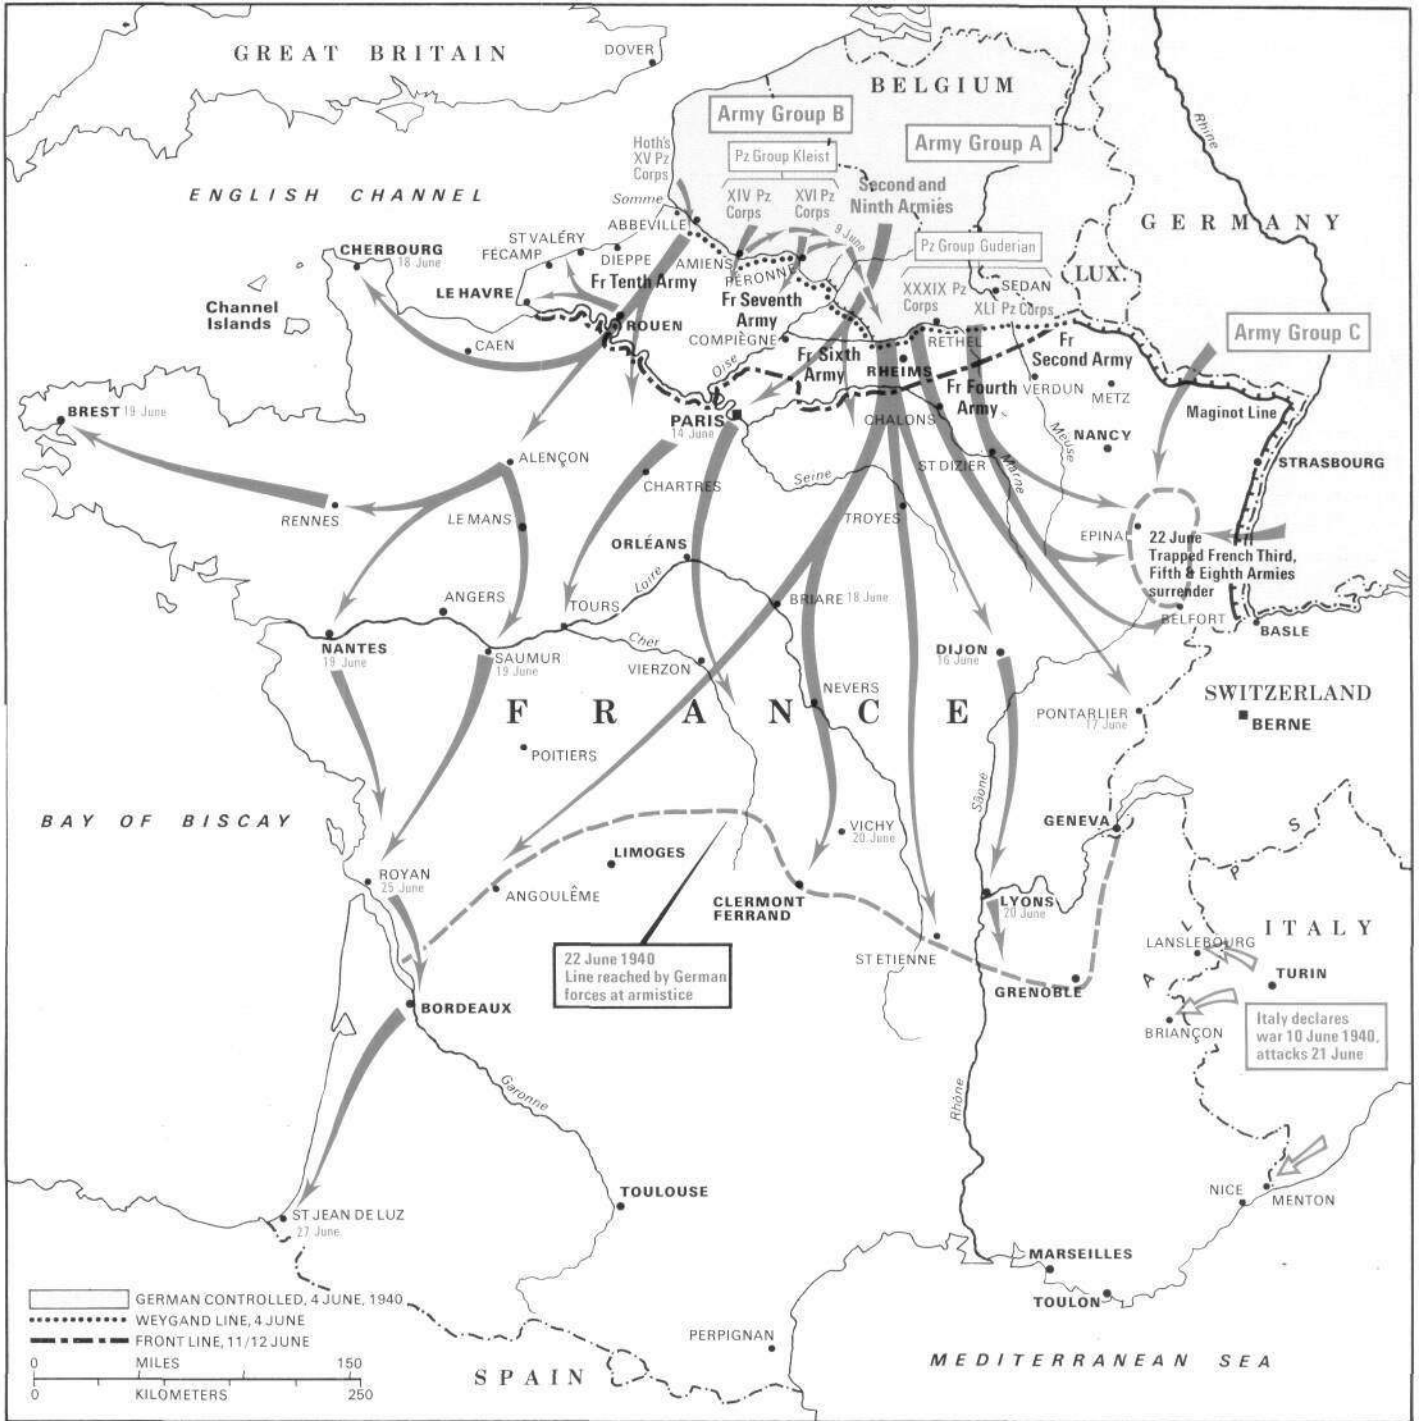 GREAT BRITAIN
DOVER
BELGIUM
Rhine
Army Group B
Army Group A
Hoth's
XV Pz
Corps
Pz Group Kleist
XIV Pz
Corps
XVI Pz
Corps
Second and
Ninth Armies
ENGLISH CHANNEL
Somme
GERMANY
ABBEVILLE
9 June
Pz Group Guderian
CHERBOURG
18 June
ST VALÉRY
FÉCAMP
DIEPPE
AMIENS
PERONNE
LUX.
XXXIX Pz
Corps
SEDAN
XLI Pz Corps
Fr Tenth Army
LE HAVRE
Channel
Islands
Fr Seventh
Army
ROUEN
Army Group C
CAEN
COMPIÈGNE
Oise
Fr Sixth
Army
RHEIMS
RETHEL
Fr
Second Army
Fr Fourth
Army
VERDUN
METZ
Maginot Line
BREST 19 June
PARIS
14 June
CHALONS
NANCY
Meuse
ALENÇON
ST DIZIER
Marne
STRASBOURG
CHARTRES
Seine
RENNES
LE MANS
TROYES
EPINA
22 June
Trapped French Third,
Fifth & Eighth Armies
surrender
ORLÉANS
Loire
ANGERS
TOURS
BRIARE 18 June
BELFORT
BASLE
NANTES
19 June
SAUMUR
19 June
Cher
VIERZON
DIJON
16 June
NEVERS
SWITZERLAND
BERNE
FRANCE
PONTARLIER
17 June
POITIERS
Sâone
BAY OF BISCAY
VICHY
20 June
GENEVA
ALPS
LIMOGES
ROYAN
25 June
ANGOULÊME
CLERMONT
FERRAND
LYONS
20 June
ITALY
LANSLEBOURG
ST ETIENNE
TURIN
22 June 1940
Line reached by German
forces at armistice
GRENOBLE
BORDEAUX
BRIANÇON
Italy declares
war 10 June 1940,
attacks 21 June
Garonne
Rhône
TOULOUSE
NICE
MENTON
ST JEAN DE LUZ
27 June
MARSEILLES
TOULON
GERMAN CONTROLLED, 4 JUNE, 1940
WEYGAND LINE, 4 JUNE
FRONT LINE, 11/12 JUNE
0 MILES 150
0 KILOMETERS 250
PERPIGNAN
SPAIN
MEDITERRANEAN SEA